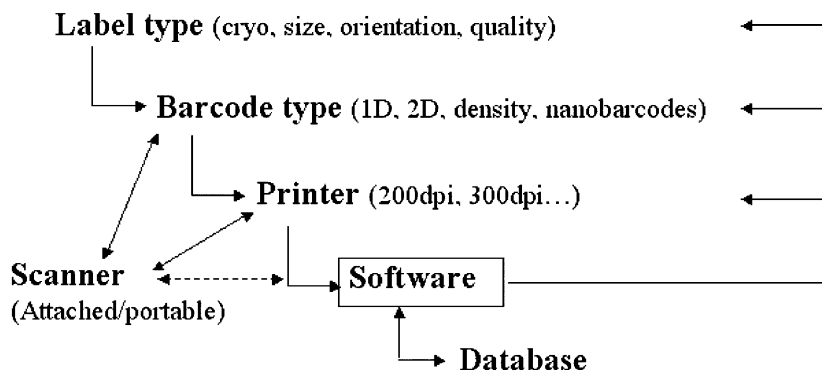 Label type (cryo, size, orientation, quality)
Barcode type (1D, 2D, density, nanobarcodes)
Printer (200dpi, 300dpi…)
Scanner
(Attached/portable)
Software
Database